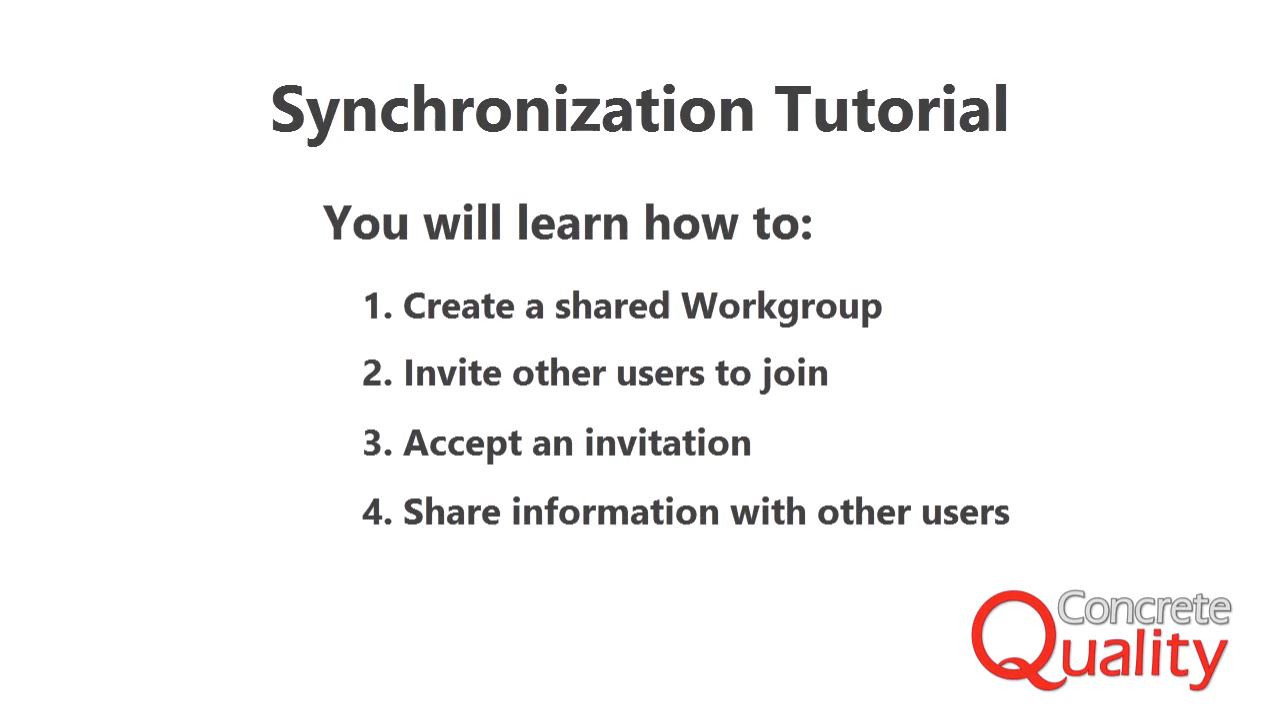 Synchronization Tutorial
You will learn how to:
1. Create a shared Workgroup
2. Invite other users to join
3. Accept an invitation
4. Share information with other users
Concrete
Quality